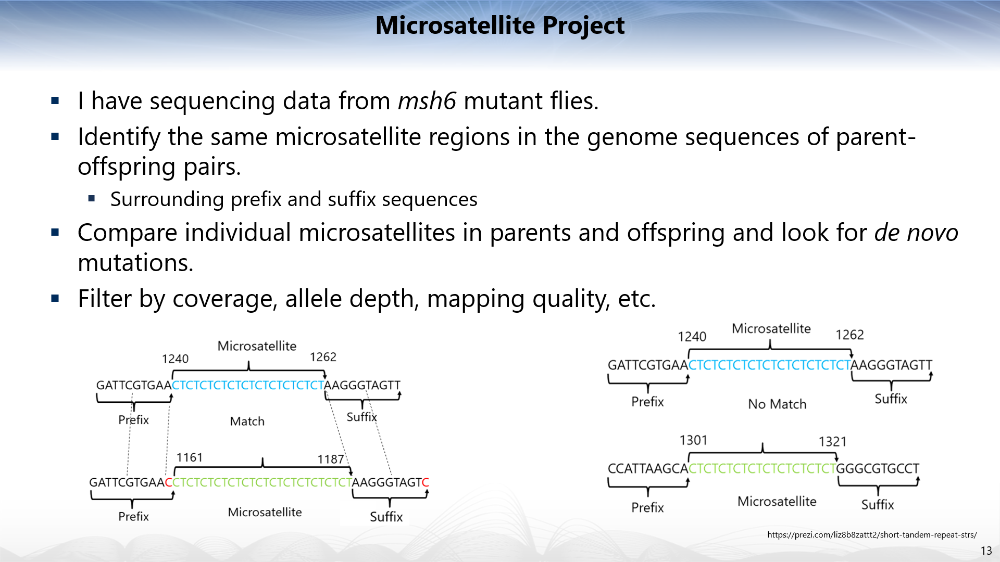 Microsatellite Project
▪ I have sequencing data from msh6 mutant flies.
▪ Identify the same microsatellite regions in the genome sequences of parent-
offspring pairs.
▪ Surrounding prefix and suffix sequences
▪ Compare individual microsatellites in parents and offspring and look for de novo
mutations.
▪ Filter by coverage, allele depth, mapping quality, etc.
Microsatellite
1240 1262
GATTCGTGAACTCTCTCTCTCTCTCTCTCTCTAAGGGTAGTT
Prefix Suffix
Match
1161 1187
GATTCGTGAACCTCTCTCTCTCTCTCTCTCTCTCTCTAAGGGTAGTC
Prefix Microsatellite Suffix
Microsatellite
1240 1262
GATTCGTGAACTCTCTCTCTCTCTCTCTCTCTAAGGGTAGTT
Prefix Suffix
No Match
1301 1321
CCATTAAGCACTCTCTCTCTCTCTCTCTCTGGGCGTGCCT
Prefix Microsatellite Suffix
https://prezi.com/liz8b8zattt2/short-tandem-repeat-strs/
13